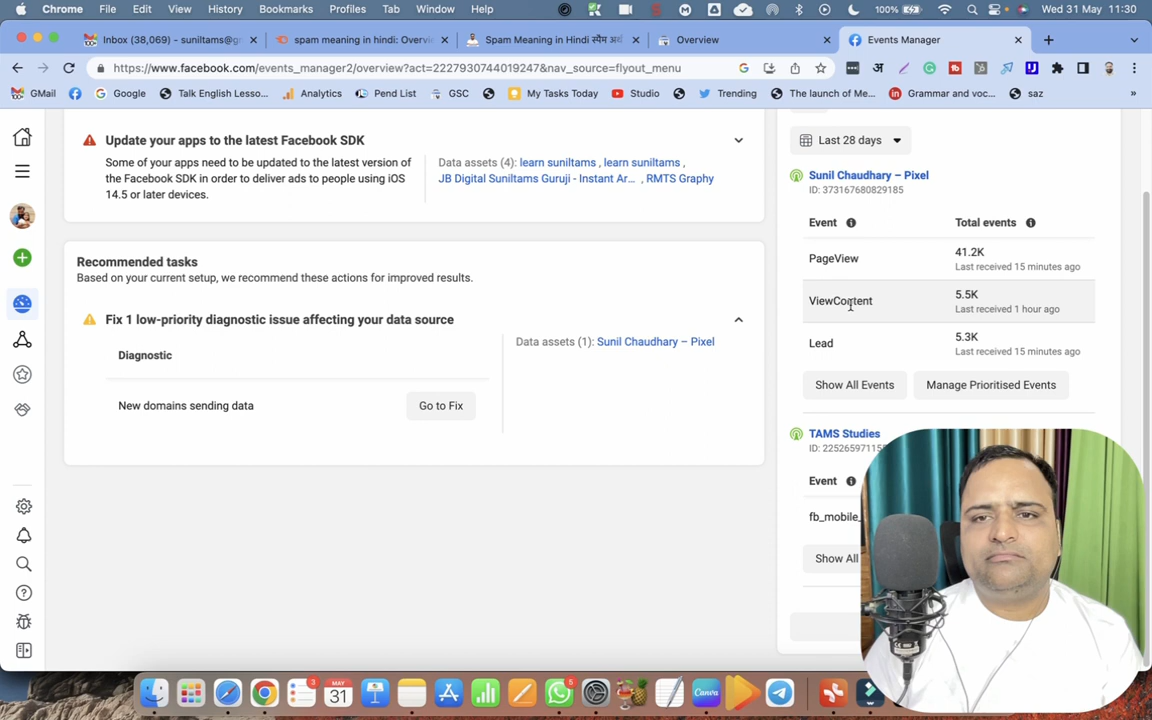 Chrome File Edit View History Bookmarks Profiles Tab Window Help 100% Wed 31 May 11:30
Inbox (38,069) - suniltams@g spam meaning in hindi: Overvi Spam Meaning in Hindi स्पैम अर्थ Overview Events Manager
https://www.facebook.com/events_manager2/overview?act=2227930744019247&nav_source=flyout_menu
GMail Google Talk English Lesso... Analytics Pend List GSC My Tasks Today Studio Trending The launch of Me... Grammar and voc... saz
Update your apps to the latest Facebook SDK
Some of your apps need to be updated to the latest version of
the Facebook SDK in order to deliver ads to people using iOS
14.5 or later devices.
Data assets (4): learn suniltams , learn suniltams ,
JB Digital Suniltams Guruji - Instant Ar... , RMTS Graphy
Recommended tasks
Based on your current setup, we recommend these actions for improved results.
Fix 1 low-priority diagnostic issue affecting your data source
Diagnostic
New domains sending data Go to Fix
Data assets (1): Sunil Chaudhary – Pixel
Last 28 days
Sunil Chaudhary – Pixel
ID: 373167680829185
Event Total events
PageView 41.2K
Last received 15 minutes ago
ViewContent 5.5K
Last received 1 hour ago
Lead 5.3K
Last received 15 minutes ago
Show All Events Manage Prioritised Events
TAMS Studies
ID: 22526597115
Event
fb_mobile_
Show All
3
MAY
31
5
Canva